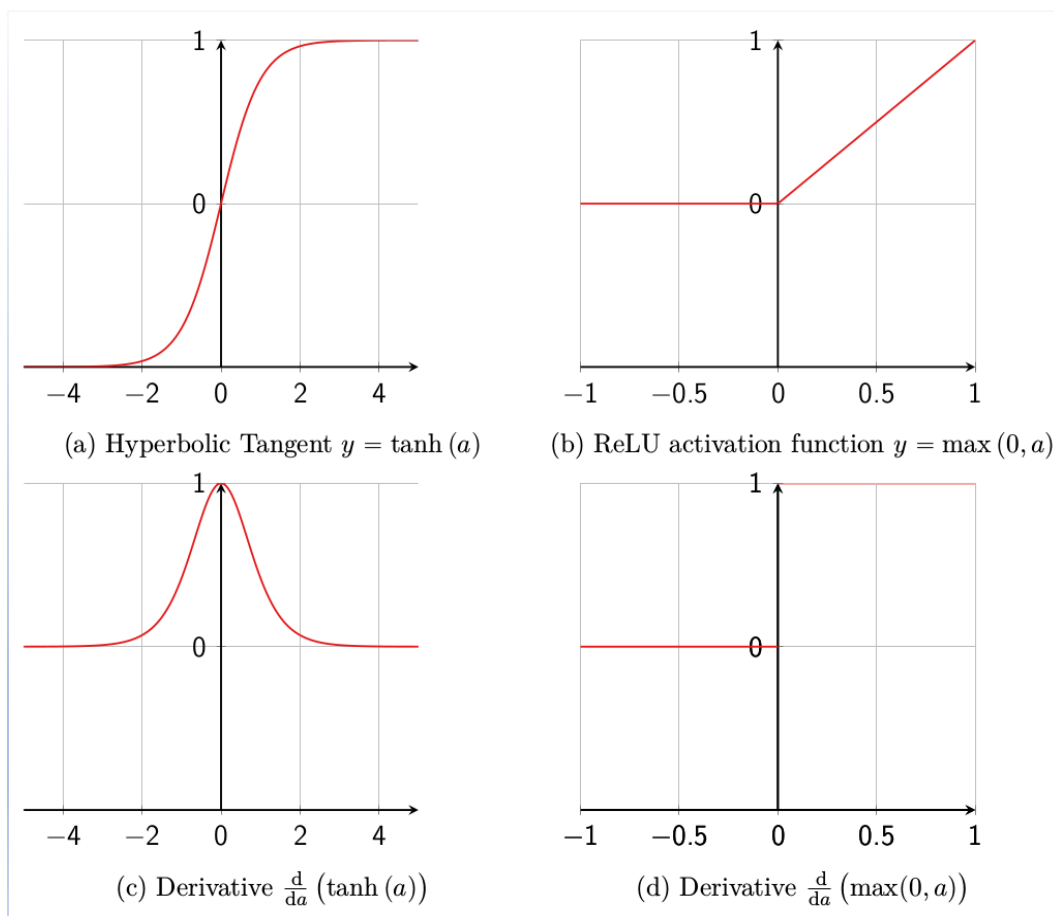 1
0
−4 −2 0 2 4
(a) Hyperbolic Tangent y = tanh (a)
1
0
−1 −0.5 0 0.5 1
(b) ReLU activation function y = max (0, a)
1
0
−4 −2 0 2 4
(c) Derivative d/da (tanh (a))
1
0
−1 −0.5 0 0.5 1
(d) Derivative d/da (max(0, a))